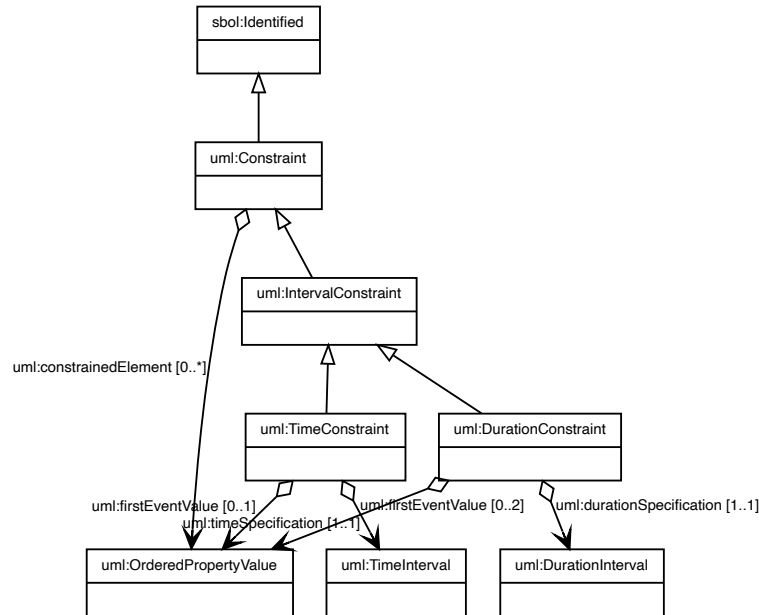 sbol:Identified
uml:Constraint
uml:IntervalConstraint
uml:constrainedElement [0..*]
uml:TimeConstraint
uml:DurationConstraint
uml:firstEventValue [0..1]
uml:firstEventValue [0..2]
uml:durationSpecification [1..1]
uml:timeSpecification [1..1]
uml:OrderedPropertyValue
uml:TimeInterval
uml:DurationInterval